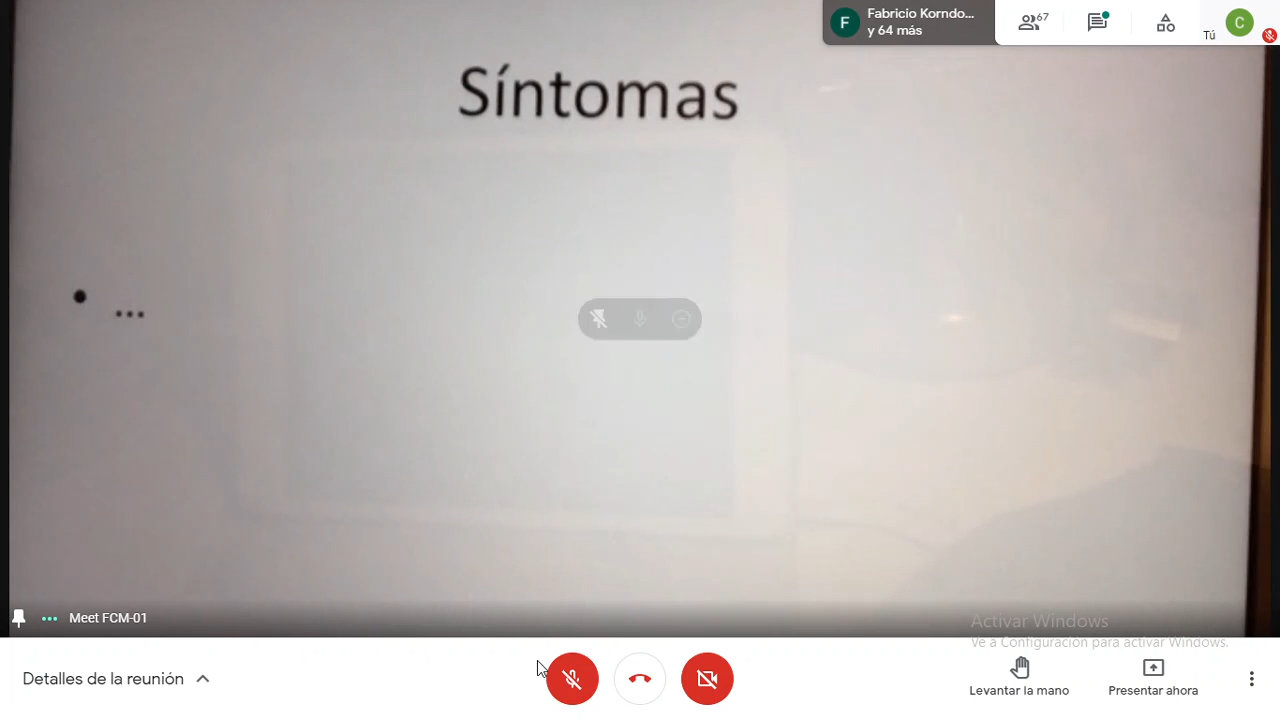 F
Fabricio Korndo...
y 64 más
67
Tú
C
Síntomas
• ...
Meet FCM-01
Activar Windows
Ve a Configuración para activar Windows.
Detalles de la reunión
Levantar la mano
Presentar ahora